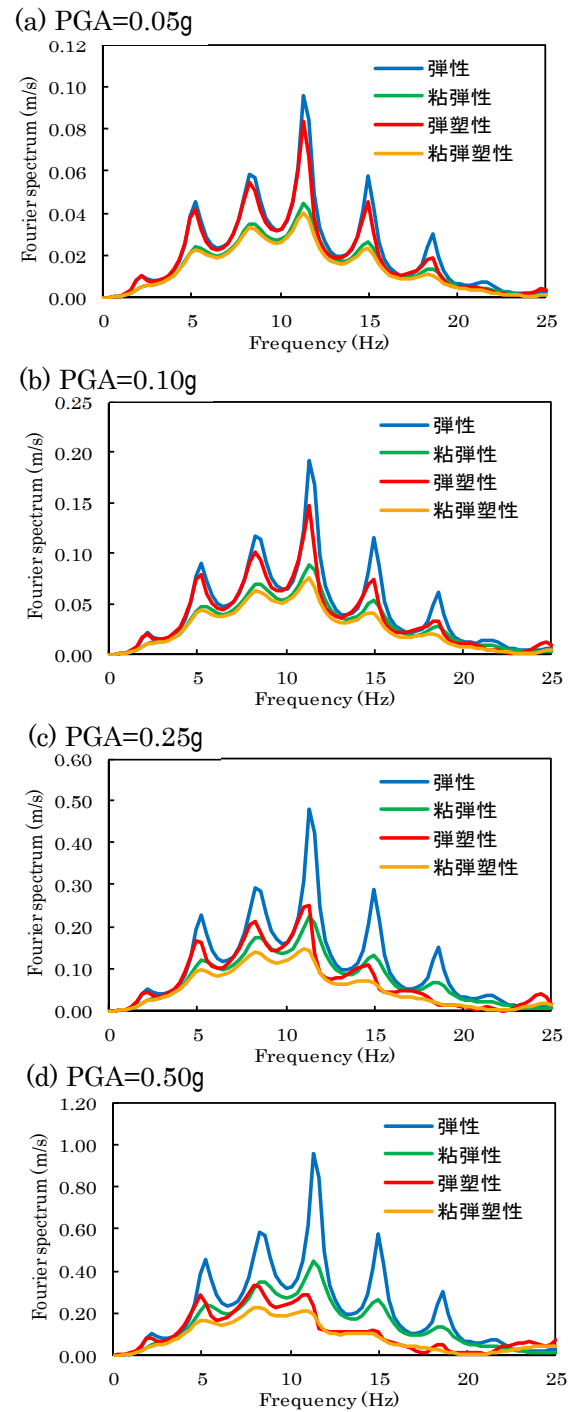 (a) PGA=0.05g
0.12
0.10
0.08
0.06
0.04
0.02
0.00
Fourier spectrum (m/s)
弾性
粘弾性
弾塑性
粘弾塑性
0 5 10 15 20 25
Frequency (Hz)
(b) PGA=0.10g
0.25
0.20
0.15
0.10
0.05
0.00
Fourier spectrum (m/s)
弾性
粘弾性
弾塑性
粘弾塑性
0 5 10 15 20 25
Frequency (Hz)
(c) PGA=0.25g
0.60
0.50
0.40
0.30
0.20
0.10
0.00
Fourier spectrum (m/s)
弾性
粘弾性
弾塑性
粘弾塑性
0 5 10 15 20 25
Frequency (Hz)
(d) PGA=0.50g
1.20
1.00
0.80
0.60
0.40
0.20
0.00
Fourier spectrum (m/s)
弾性
粘弾性
弾塑性
粘弾塑性
0 5 10 15 20 25
Frequency (Hz)